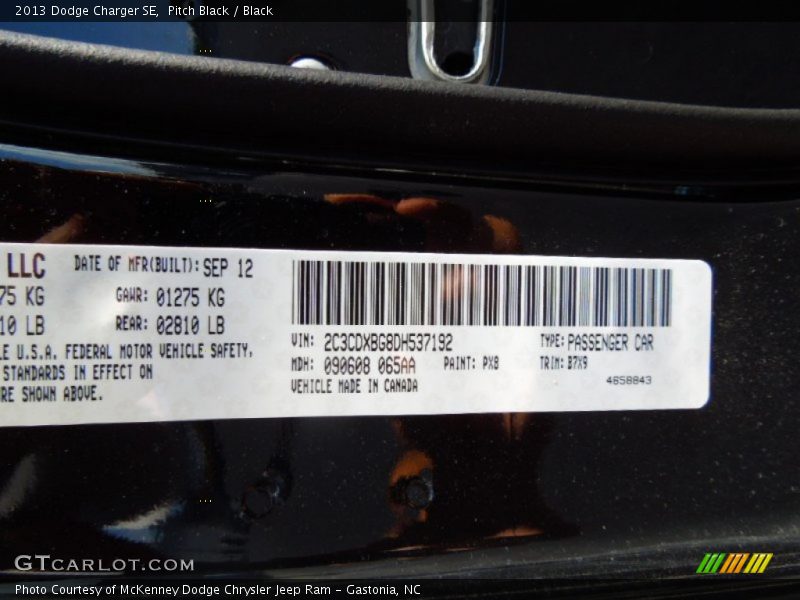 2013 Dodge Charger SE, Pitch Black / Black
LLC DATE OF MFR(BUILT): SEP 12
75 KG GAWR: 01275 KG
10 LB REAR: 02810 LB
LE U.S.A. FEDERAL MOTOR VEHICLE SAFETY,
STANDARDS IN EFFECT ON
RE SHOWN ABOVE.
VIN: 2C3CDXBG8DH537192 TYPE: PASSENGER CAR
MDH: 090608 065AA PAINT: PX8 TRIM: B7X9
VEHICLE MADE IN CANADA
4658843
GTCARLOT.COM
Photo Courtesy of McKenney Dodge Chrysler Jeep Ram - Gastonia, NC